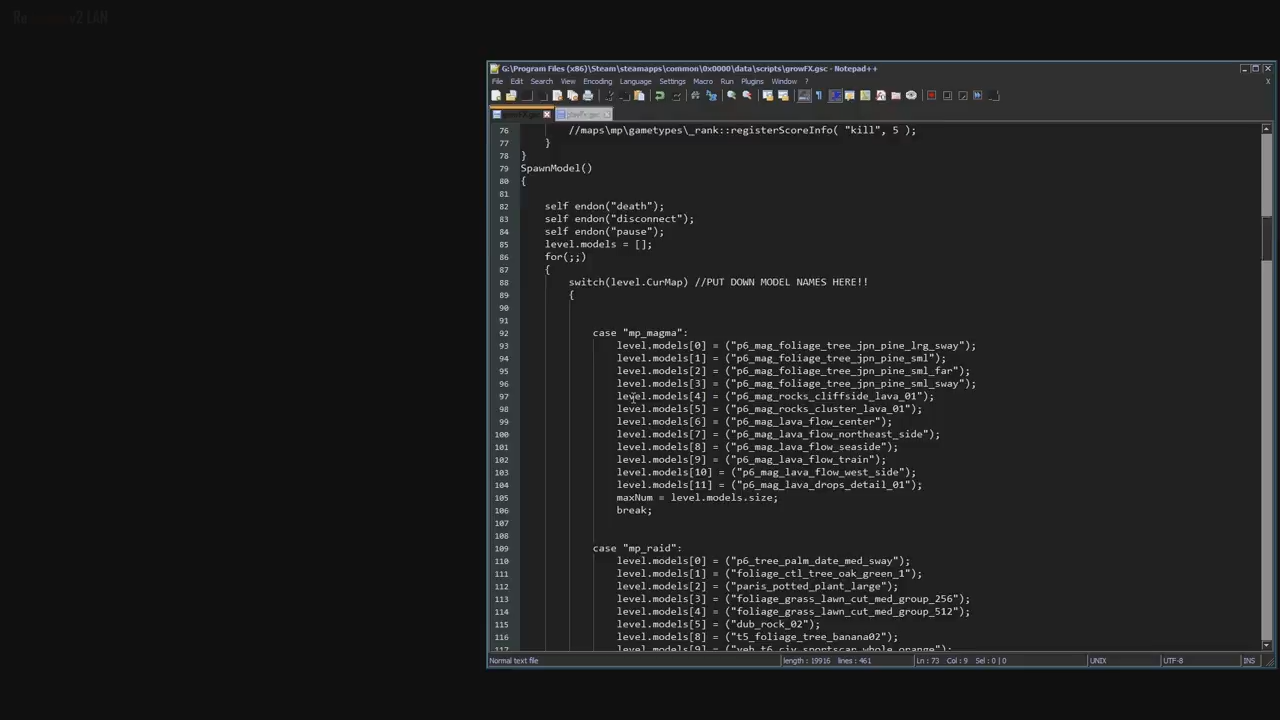 v2 LAN
G:\Program Files (x86)\Steam\steamapps\common\0x0000\data\scripts\growFX.gsc - Notepad++
File Edit Search View Encoding Language Settings Macro Run Plugins Window ? X
76 //maps\mp\gametypes\_rank::registerScoreInfo( "kill", 5 );
77 }
78 }
79 SpawnModel()
80 {
81
82 self endon("death");
83 self endon("disconnect");
84 self endon("pause");
85 level.models = [];
86 for(;;)
87 {
88 switch(level.CurMap) //PUT DOWN MODEL NAMES HERE!!
89 {
90
91
92 case "mp_magma":
93 level.models[0] = ("p6_mag_foliage_tree_jpn_pine_lrg_sway");
94 level.models[1] = ("p6_mag_foliage_tree_jpn_pine_sml");
95 level.models[2] = ("p6_mag_foliage_tree_jpn_pine_sml_far");
96 level.models[3] = ("p6_mag_foliage_tree_jpn_pine_sml_sway");
97 level.models[4] = ("p6_mag_rocks_cliffside_lava_01");
98 level.models[5] = ("p6_mag_rocks_cluster_lava_01");
99 level.models[6] = ("p6_mag_lava_flow_center");
100 level.models[7] = ("p6_mag_lava_flow_northeast_side");
101 level.models[8] = ("p6_mag_lava_flow_seaside");
102 level.models[9] = ("p6_mag_lava_flow_train");
103 level.models[10] = ("p6_mag_lava_flow_west_side");
104 level.models[11] = ("p6_mag_lava_drops_detail_01");
105 maxNum = level.models.size;
106 break;
107
108
109 case "mp_raid":
110 level.models[0] = ("p6_tree_palm_date_med_sway");
111 level.models[1] = ("foliage_ctl_tree_oak_green_1");
112 level.models[2] = ("paris_potted_plant_large");
113 level.models[3] = ("foliage_grass_lawn_cut_med_group_256");
114 level.models[4] = ("foliage_grass_lawn_cut_med_group_512");
115 level.models[5] = ("dub_rock_02");
116 level.models[8] = ("t5_foliage_tree_banana02");
117 level.models[9] = ("veh_t6_civ_sportscar_whole_orange");
Normal text file length : 19916 lines : 461 Ln : 73 Col : 9 Sel : 0 | 0 UNIX UTF-8 INS